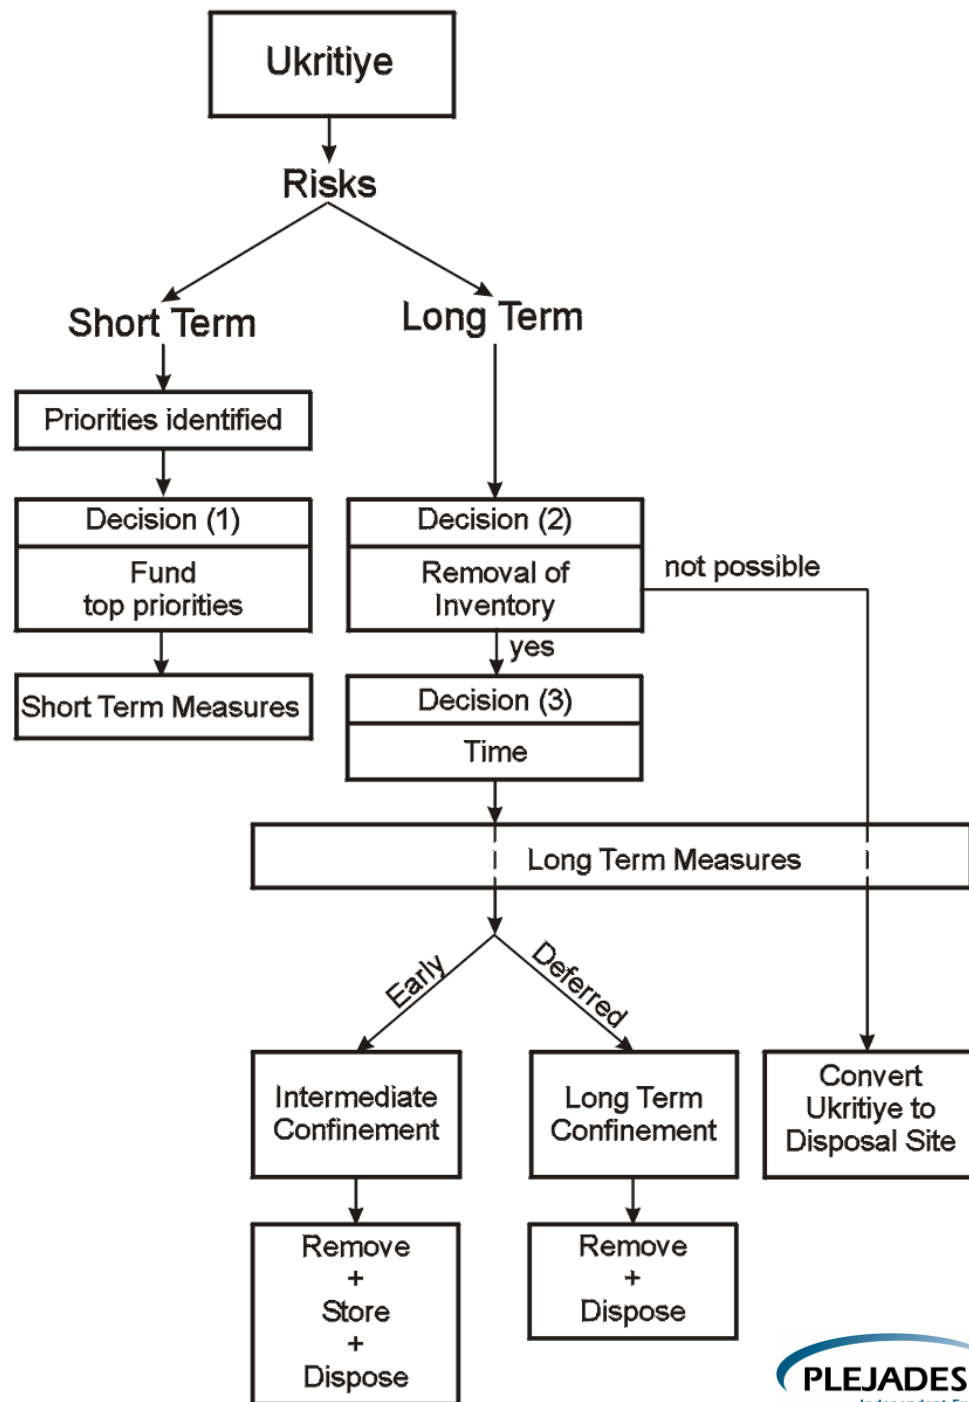 Ukritiye
Risks
Short Term
Long Term
Priorities identified
Decision (1)
Fund
top priorities
Short Term Measures
Decision (2)
Removal of
Inventory
not possible
yes
Decision (3)
Time
Long Term Measures
Early
Deferred
Intermediate
Confinement
Long Term
Confinement
Convert
Ukritiye to
Disposal Site
Remove
+
Store
+
Dispose
Remove
+
Dispose
PLEJADES